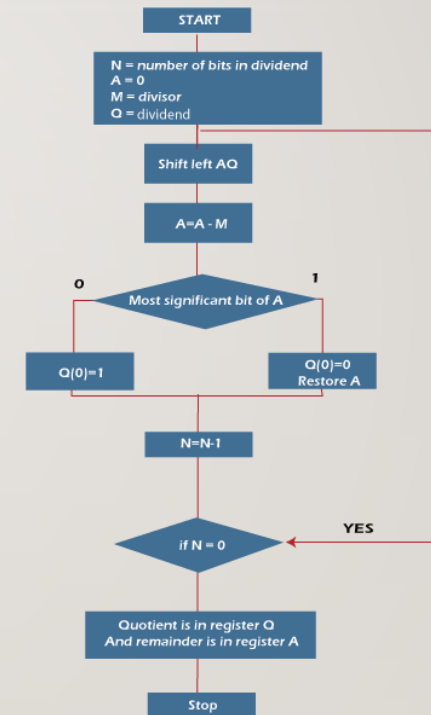 START
N = number of bits in dividend
A = 0
M = divisor
Q = dividend
Shift left AQ
A=A - M
0
1
Most significant bit of A
Q(0)=1
Q(0)=0
Restore A
N=N-1
YES
if N = 0
Quotient is in register Q
And remainder is in register A
Stop